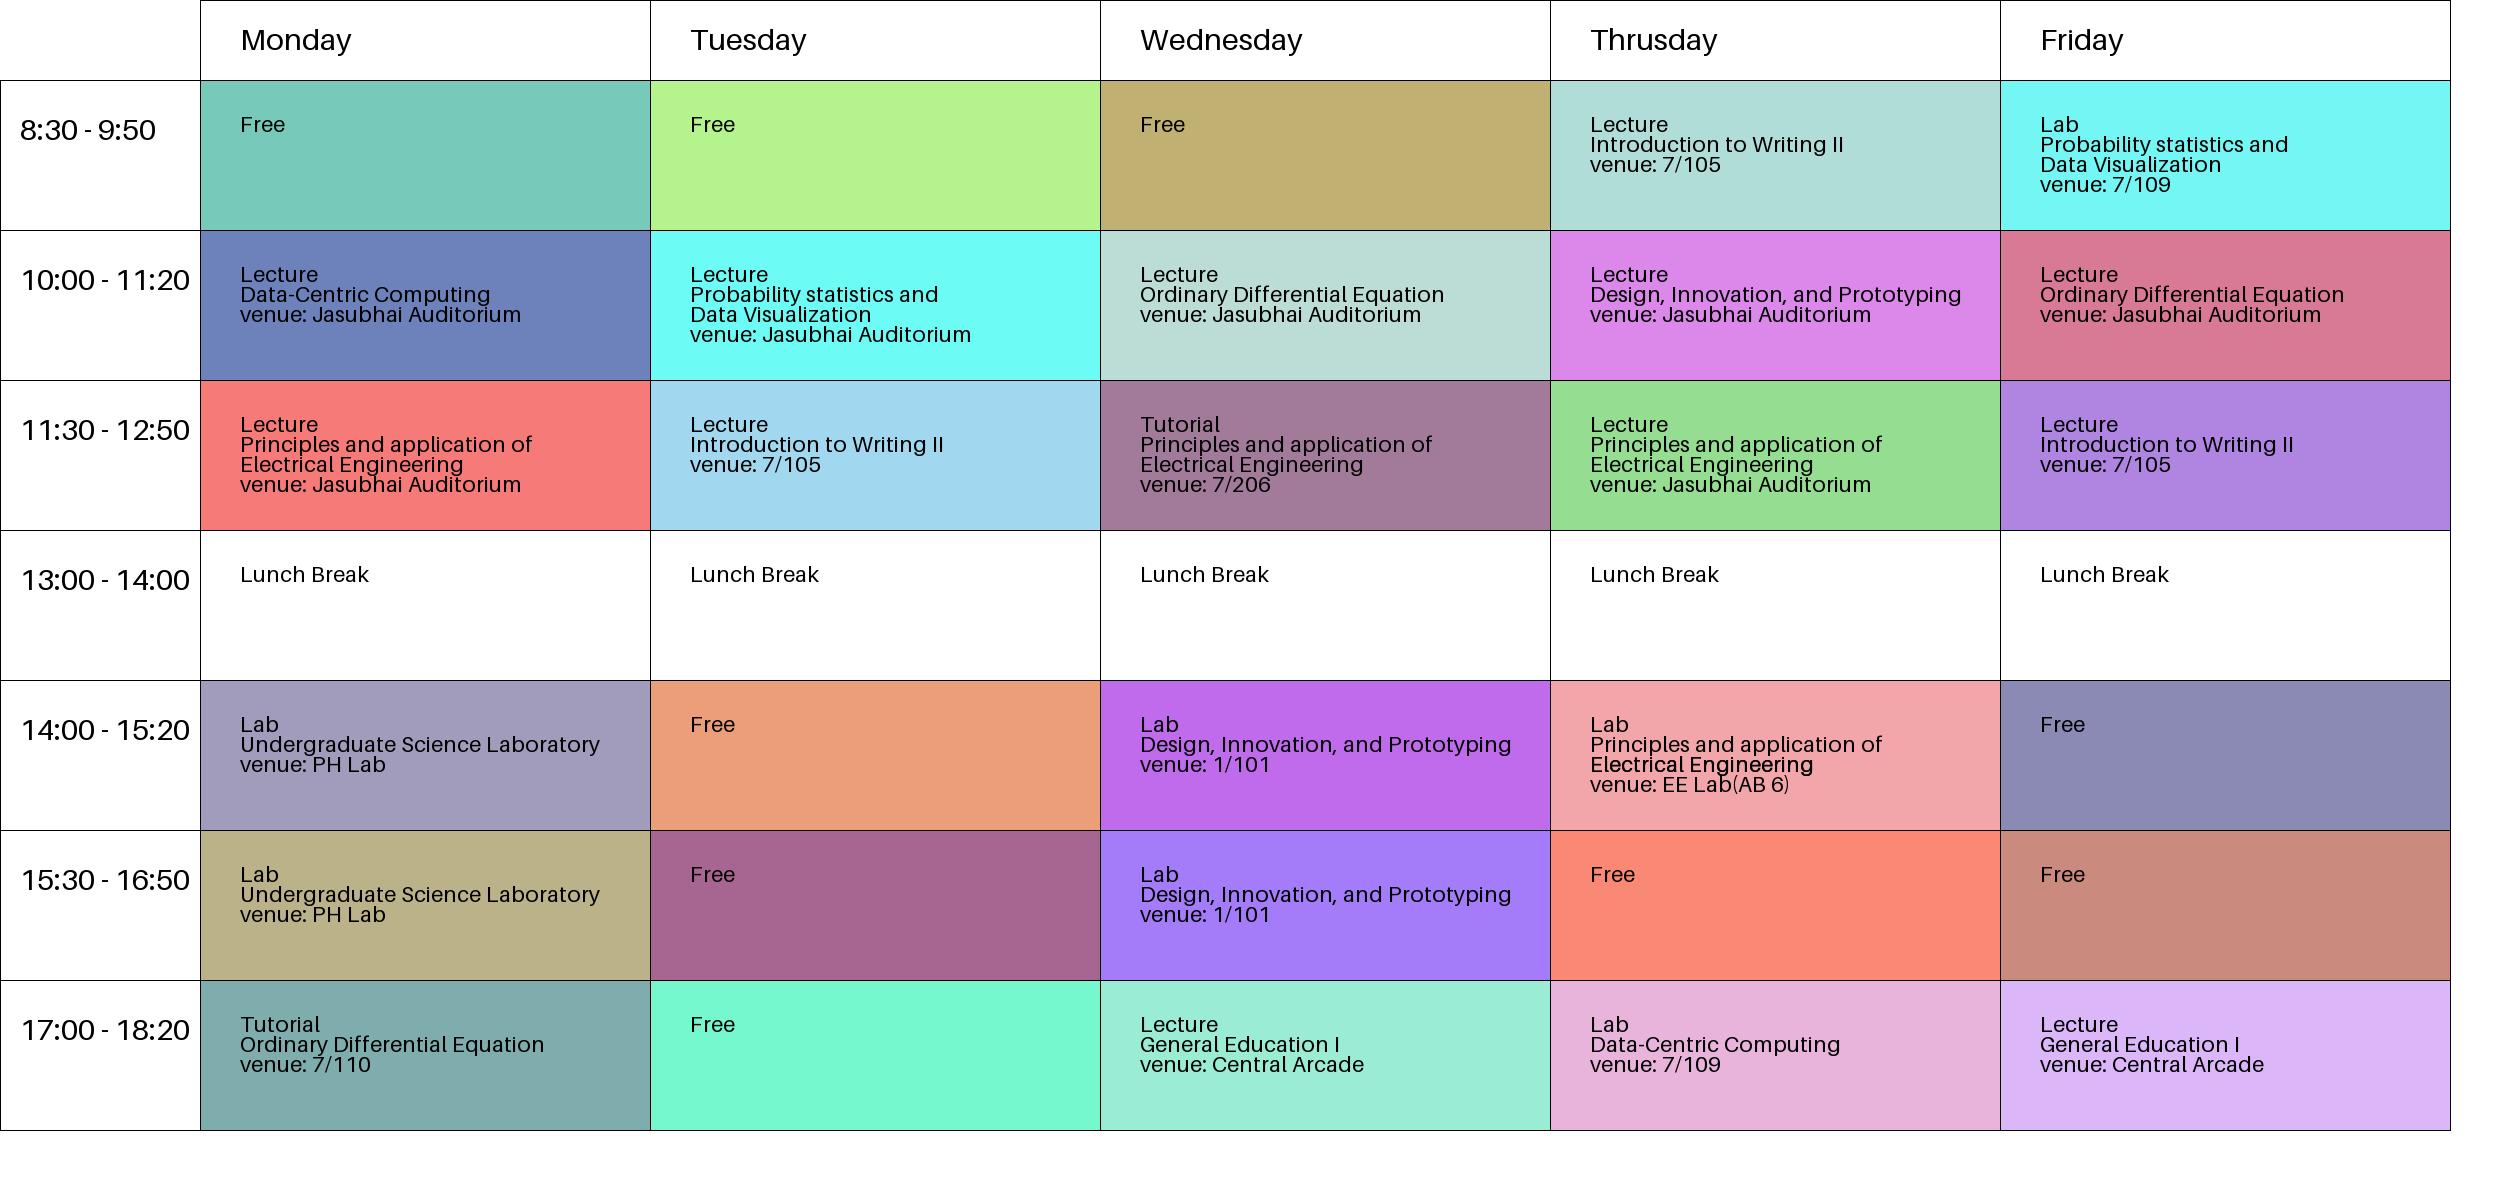 Monday
Tuesday
Wednesday
Thrusday
Friday
8:30 - 9:50
Free
Free
Free
Lecture
Introduction to Writing II
venue: 7/105
Lab
Probability statistics and
Data Visualization
venue: 7/109
10:00 - 11:20
Lecture
Data-Centric Computing
venue: Jasubhai Auditorium
Lecture
Probability statistics and
Data Visualization
venue: Jasubhai Auditorium
Lecture
Ordinary Differential Equation
venue: Jasubhai Auditorium
Lecture
Design, Innovation, and Prototyping
venue: Jasubhai Auditorium
Lecture
Ordinary Differential Equation
venue: Jasubhai Auditorium
11:30 - 12:50
Lecture
Principles and application of
Electrical Engineering
venue: Jasubhai Auditorium
Lecture
Introduction to Writing II
venue: 7/105
Tutorial
Principles and application of
Electrical Engineering
venue: 7/206
Lecture
Principles and application of
Electrical Engineering
venue: Jasubhai Auditorium
Lecture
Introduction to Writing II
venue: 7/105
13:00 - 14:00
Lunch Break
Lunch Break
Lunch Break
Lunch Break
Lunch Break
14:00 - 15:20
Lab
Undergraduate Science Laboratory
venue: PH Lab
Free
Lab
Design, Innovation, and Prototyping
venue: 1/101
Lab
Principles and application of
Electrical Engineering
venue: EE Lab(AB 6)
Free
15:30 - 16:50
Lab
Undergraduate Science Laboratory
venue: PH Lab
Free
Lab
Design, Innovation, and Prototyping
venue: 1/101
Free
Free
17:00 - 18:20
Tutorial
Ordinary Differential Equation
venue: 7/110
Free
Lecture
General Education I
venue: Central Arcade
Lab
Data-Centric Computing
venue: 7/109
Lecture
General Education I
venue: Central Arcade